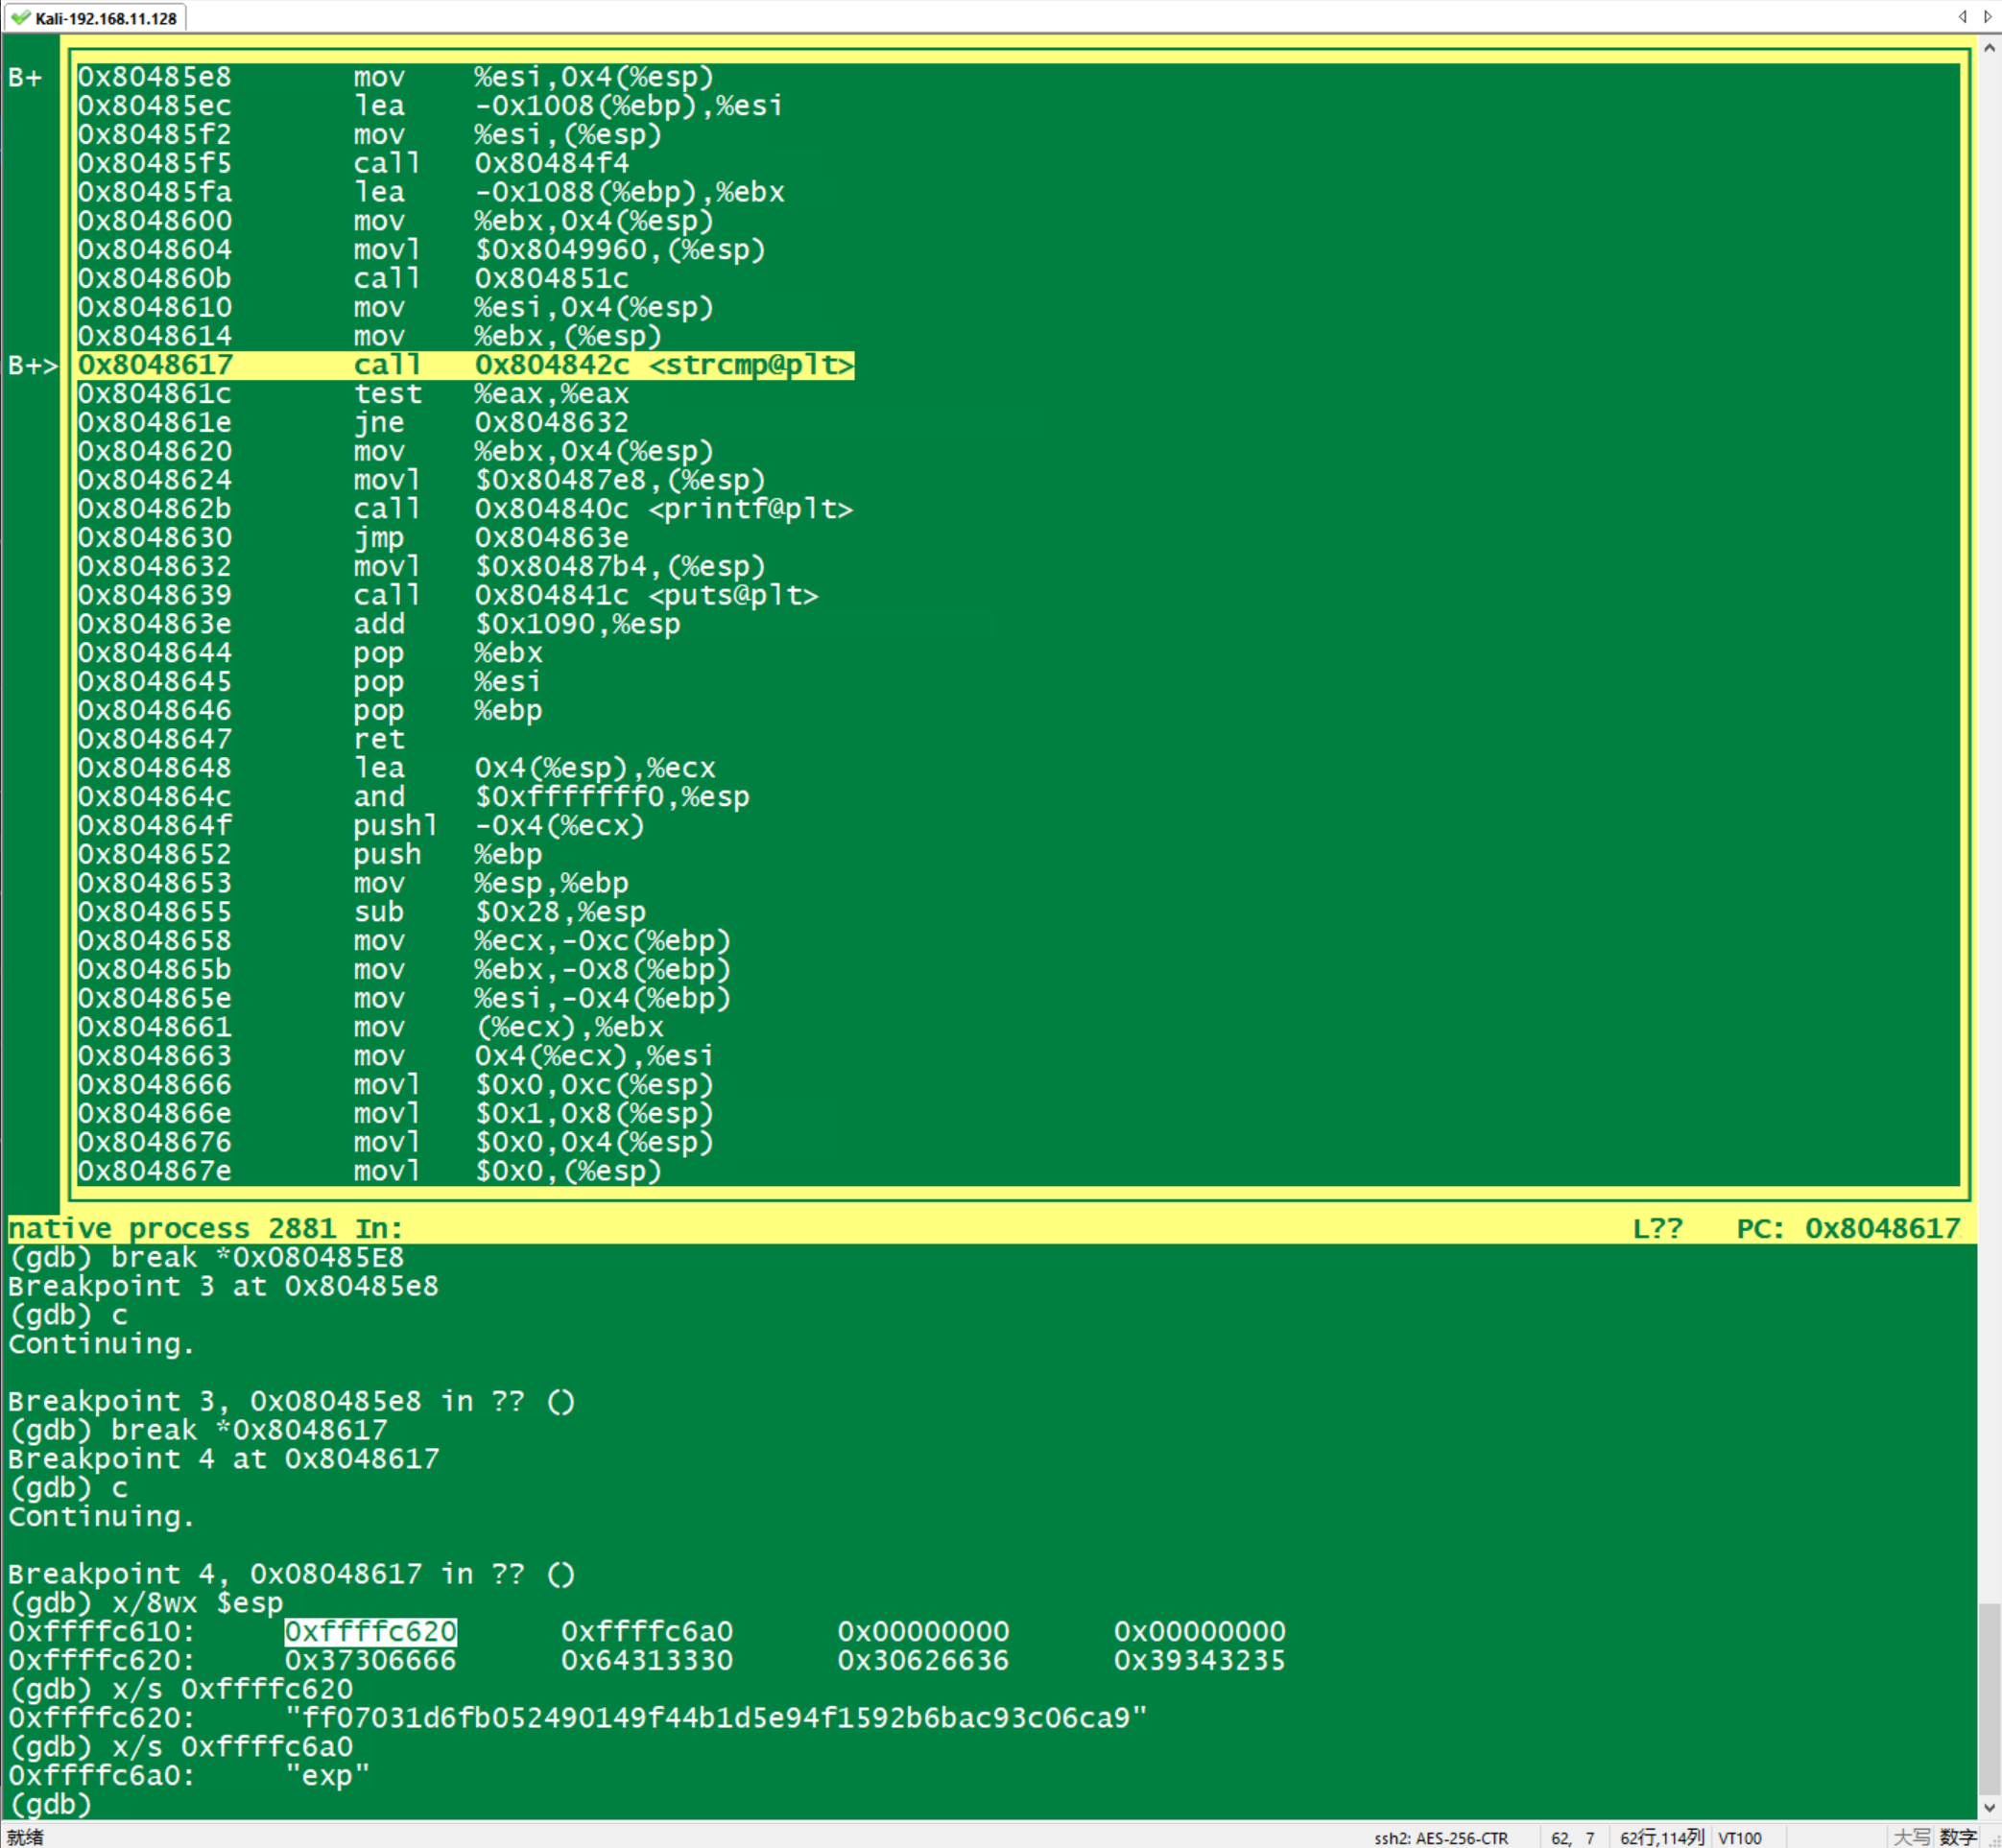 Kali-192.168.11.128
B+ 0x80485e8 mov %esi,0x4(%esp)
0x80485ec lea -0x1008(%ebp),%esi
0x80485f2 mov %esi,(%esp)
0x80485f5 call 0x80484f4
0x80485fa lea -0x1088(%ebp),%ebx
0x8048600 mov %ebx,0x4(%esp)
0x8048604 movl $0x8049960,(%esp)
0x804860b call 0x804851c
0x8048610 mov %esi,0x4(%esp)
0x8048614 mov %ebx,(%esp)
B+> 0x8048617 call 0x804842c <strcmp@plt>
0x804861c test %eax,%eax
0x804861e jne 0x8048632
0x8048620 mov %ebx,0x4(%esp)
0x8048624 movl $0x80487e8,(%esp)
0x804862b call 0x804840c <printf@plt>
0x8048630 jmp 0x804863e
0x8048632 movl $0x80487b4,(%esp)
0x8048639 call 0x804841c <puts@plt>
0x804863e add $0x1090,%esp
0x8048644 pop %ebx
0x8048645 pop %esi
0x8048646 pop %ebp
0x8048647 ret
0x8048648 lea 0x4(%esp),%ecx
0x804864c and $0xfffffff0,%esp
0x804864f pushl -0x4(%ecx)
0x8048652 push %ebp
0x8048653 mov %esp,%ebp
0x8048655 sub $0x28,%esp
0x8048658 mov %ecx,-0xc(%ebp)
0x804865b mov %ebx,-0x8(%ebp)
0x804865e mov %esi,-0x4(%ebp)
0x8048661 mov (%ecx),%ebx
0x8048663 mov 0x4(%ecx),%esi
0x8048666 movl $0x0,0xc(%esp)
0x804866e movl $0x1,0x8(%esp)
0x8048676 movl $0x0,0x4(%esp)
0x804867e movl $0x0,(%esp)
native process 2881 In: L?? PC: 0x8048617
(gdb) break *0x080485E8
Breakpoint 3 at 0x80485e8
(gdb) c
Continuing.
Breakpoint 3, 0x080485e8 in ?? ()
(gdb) break *0x8048617
Breakpoint 4 at 0x8048617
(gdb) c
Continuing.
Breakpoint 4, 0x08048617 in ?? ()
(gdb) x/8wx $esp
0xffffc610: 0xffffc620 0xffffc6a0 0x00000000 0x00000000
0xffffc620: 0x37306666 0x64313330 0x30626636 0x39343235
(gdb) x/s 0xffffc620
0xffffc620: "ff07031d6fb052490149f44b1d5e94f1592b6bac93c06ca9"
(gdb) x/s 0xffffc6a0
0xffffc6a0: "exp"
(gdb)
就绪 ssh2: AES-256-CTR 62, 7 62行,114列 VT100 大写 数字